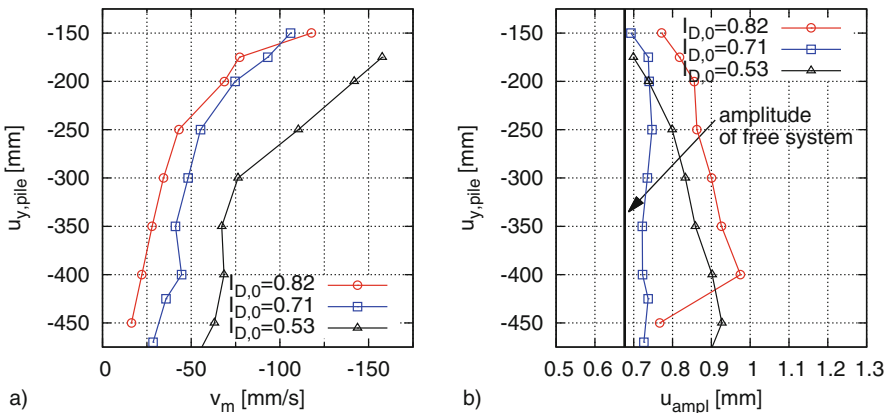 -150
-200
-250
-300
-350
-400
-450
u_y,pile [mm]
I_D,0=0.82
I_D,0=0.71
I_D,0=0.53
0 -50 -100 -150
a)
v_m [mm/s]
-150
-200
-250
-300
-350
-400
-450
u_y,pile [mm]
I_D,0=0.82
I_D,0=0.71
I_D,0=0.53
amplitude
of free system
0.5 0.6 0.7 0.8 0.9 1 1.1 1.2 1.3
b)
u_ampl [mm]